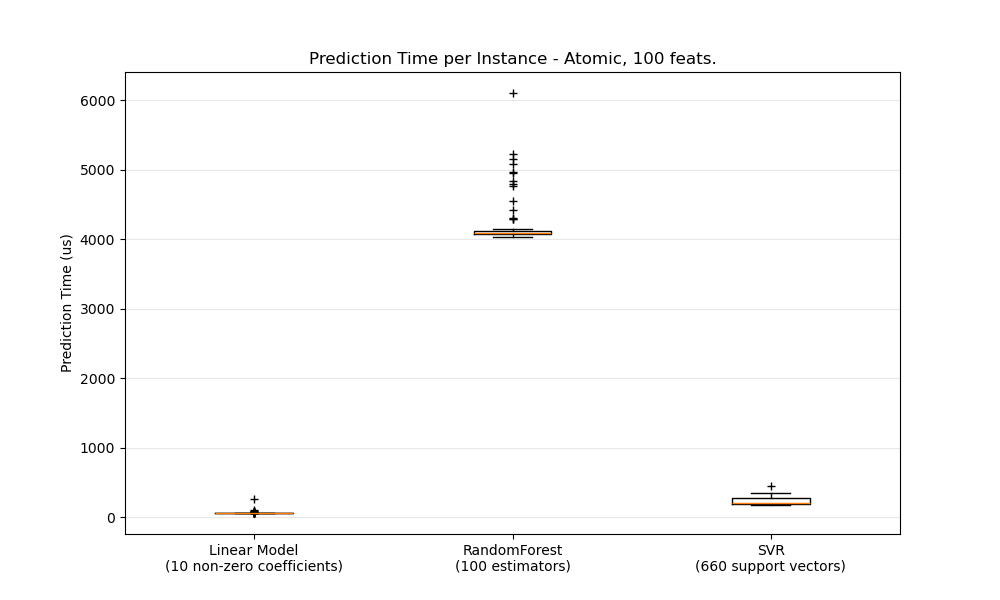 Prediction Time per Instance - Atomic, 100 feats.
Prediction Time (us)
6000
5000
4000
3000
2000
1000
0
Linear Model
(10 non-zero coefficients)
RandomForest
(100 estimators)
SVR
(660 support vectors)